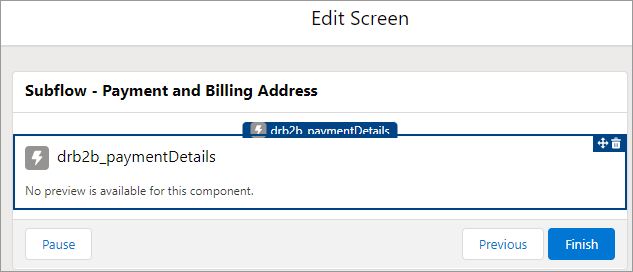 Edit Screen
Subflow - Payment and Billing Address
drb2b_paymentDetails
drb2b_paymentDetails
No preview is available for this component.
Pause
Previous
Finish